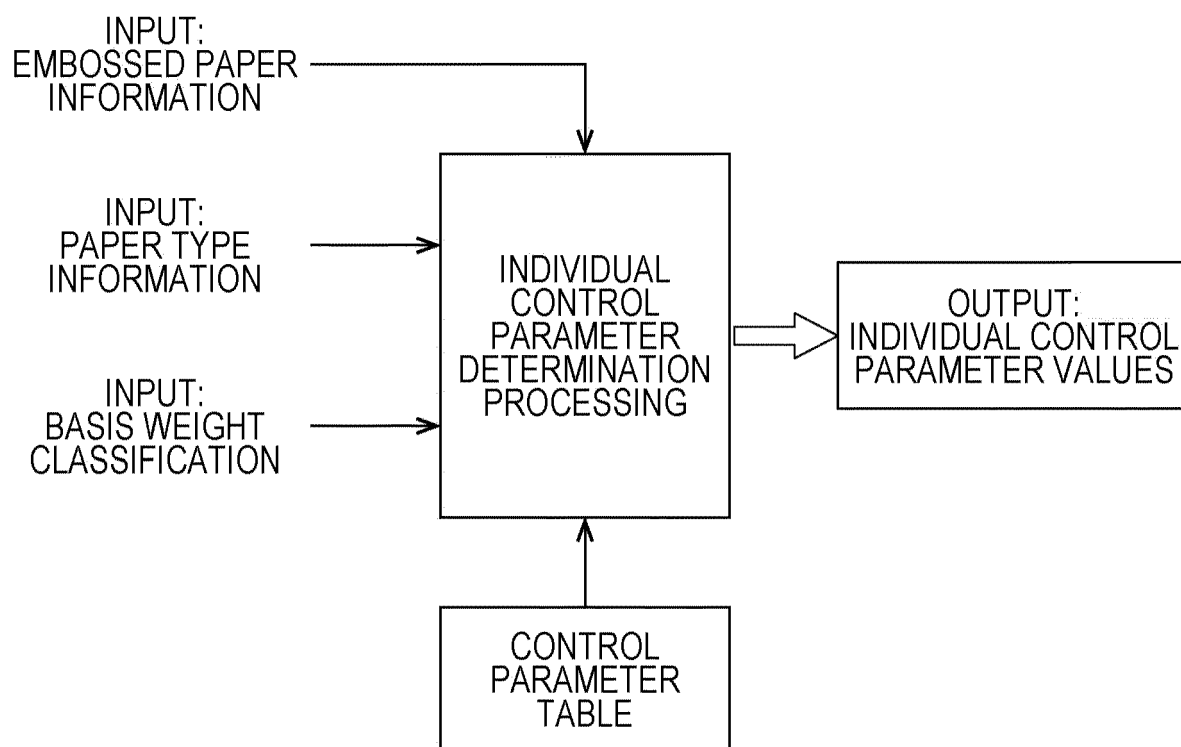 INPUT:
EMBOSSED PAPER
INFORMATION
INPUT:
PAPER TYPE
INFORMATION
INPUT:
BASIS WEIGHT
CLASSIFICATION
INDIVIDUAL
CONTROL
PARAMETER
DETERMINATION
PROCESSING
OUTPUT:
INDIVIDUAL CONTROL
PARAMETER VALUES
CONTROL
PARAMETER
TABLE